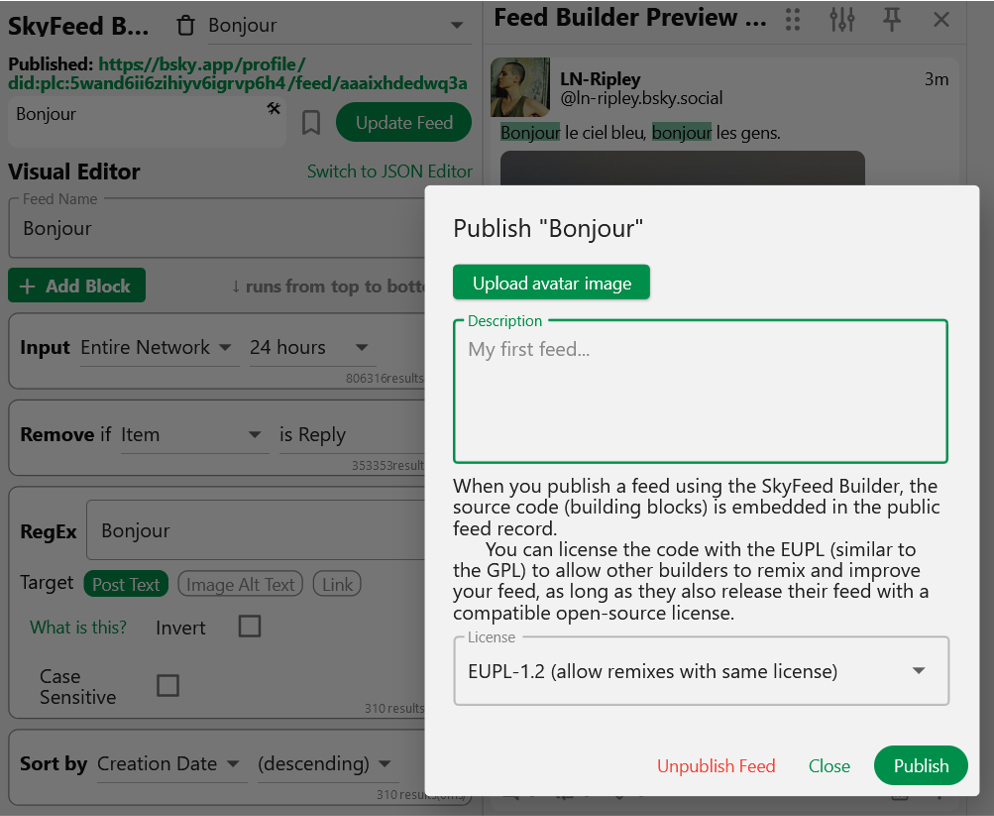 SkyFeed B...
Bonjour
Published: https://bsky.app/profile/
did:plc:5wand6ii6zihiyv6igrvp6h4/feed/aaaixhdedwq3a
Bonjour
Update Feed
Visual Editor
Switch to JSON Editor
Feed Name
Bonjour
+ Add Block
↓ runs from top to botto
Input Entire Network 24 hours
806316results
Remove if Item is Reply
353353result
RegEx Bonjour
Target Post Text Image Alt Text Link
What is this? Invert
Case
Sensitive
310 results
Sort by Creation Date (descending)
310 results(0ms)
Feed Builder Preview ...
LN-Ripley
3m
@ln-ripley.bsky.social
Bonjour le ciel bleu, bonjour les gens.
Publish "Bonjour"
Upload avatar image
Description
My first feed...
When you publish a feed using the SkyFeed Builder, the
source code (building blocks) is embedded in the public
feed record.
You can license the code with the EUPL (similar to
the GPL) to allow other builders to remix and improve
your feed, as long as they also release their feed with a
compatible open-source license.
License
EUPL-1.2 (allow remixes with same license)
Unpublish Feed
Close
Publish